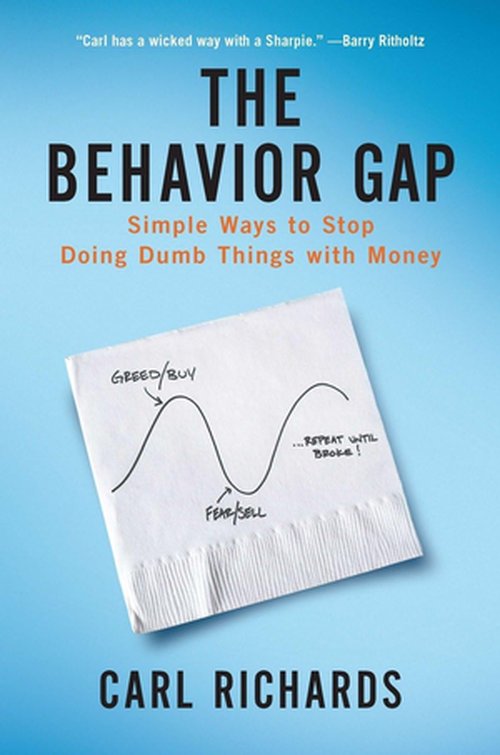 “Carl has a wicked way with a Sharpie.” —Barry Ritholtz
THE
BEHAVIOR GAP
Simple Ways to Stop
Doing Dumb Things with Money
GREED/BUY
...REPEAT UNTIL
BROKE!
FEAR/SELL
CARL RICHARDS